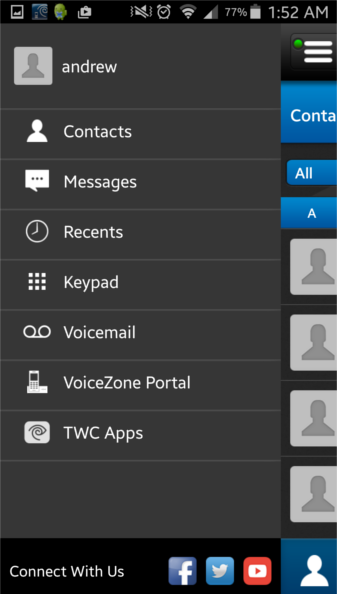 77% 1:52 AM
andrew
Contacts
Conta
All
Messages
A
Recents
Keypad
Voicemail
VoiceZone Portal
TWC Apps
Connect With Us